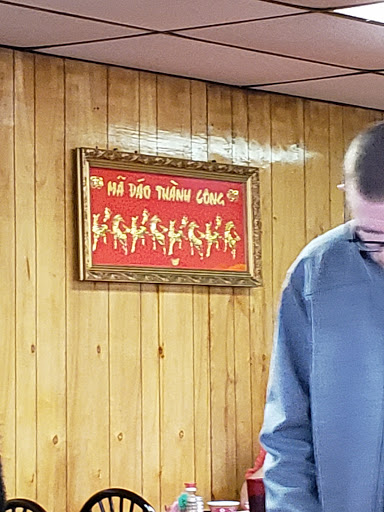 MÃ ĐÁO THÀNH CÔNG